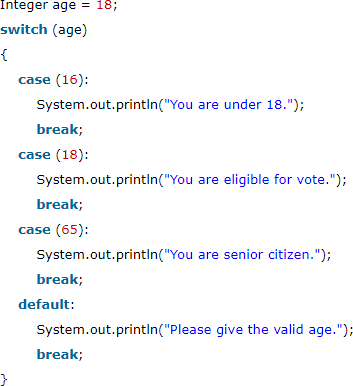 Integer age = 18;
switch (age)
{
case (16):
System.out.println("You are under 18.");
break;
case (18):
System.out.println("You are eligible for vote.");
break;
case (65):
System.out.println("You are senior citizen.");
break;
default:
System.out.println("Please give the valid age.");
break;
}